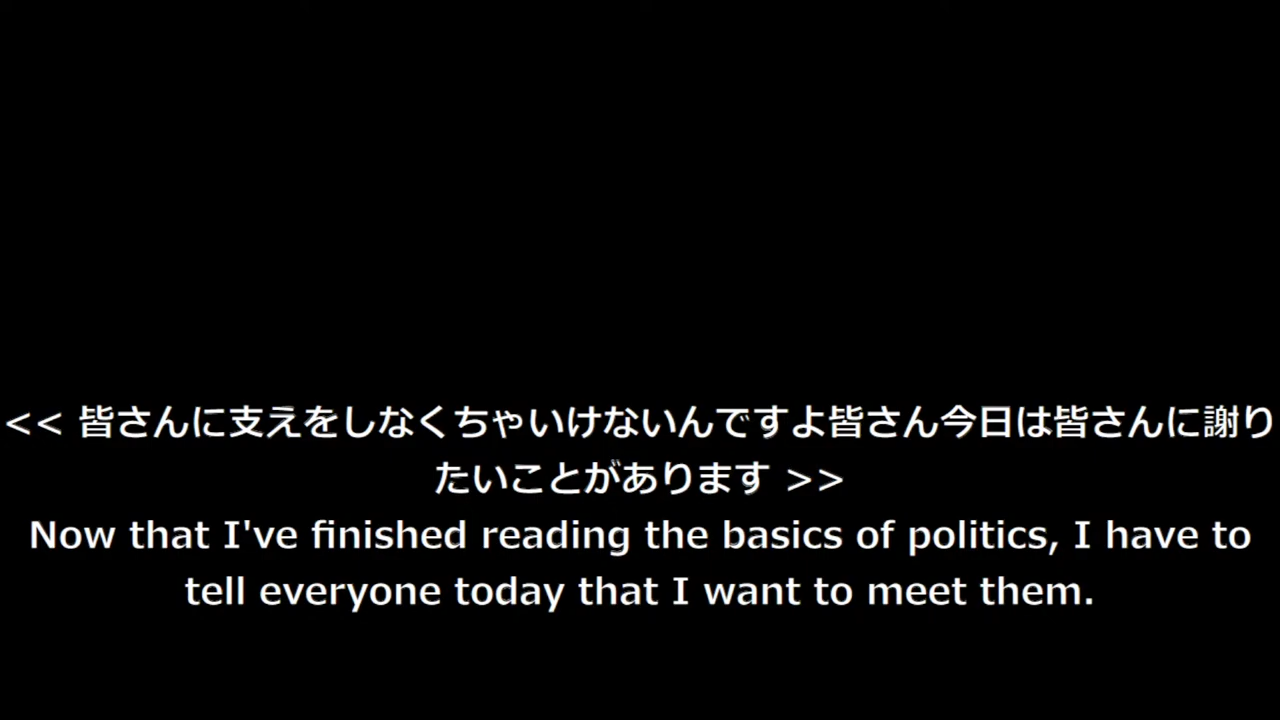 << 皆さんに支えをしなくちゃいけないんですよ皆さん今日は皆さんに謝り
たいことがあります >>
Now that I've finished reading the basics of politics, I have to
tell everyone today that I want to meet them.